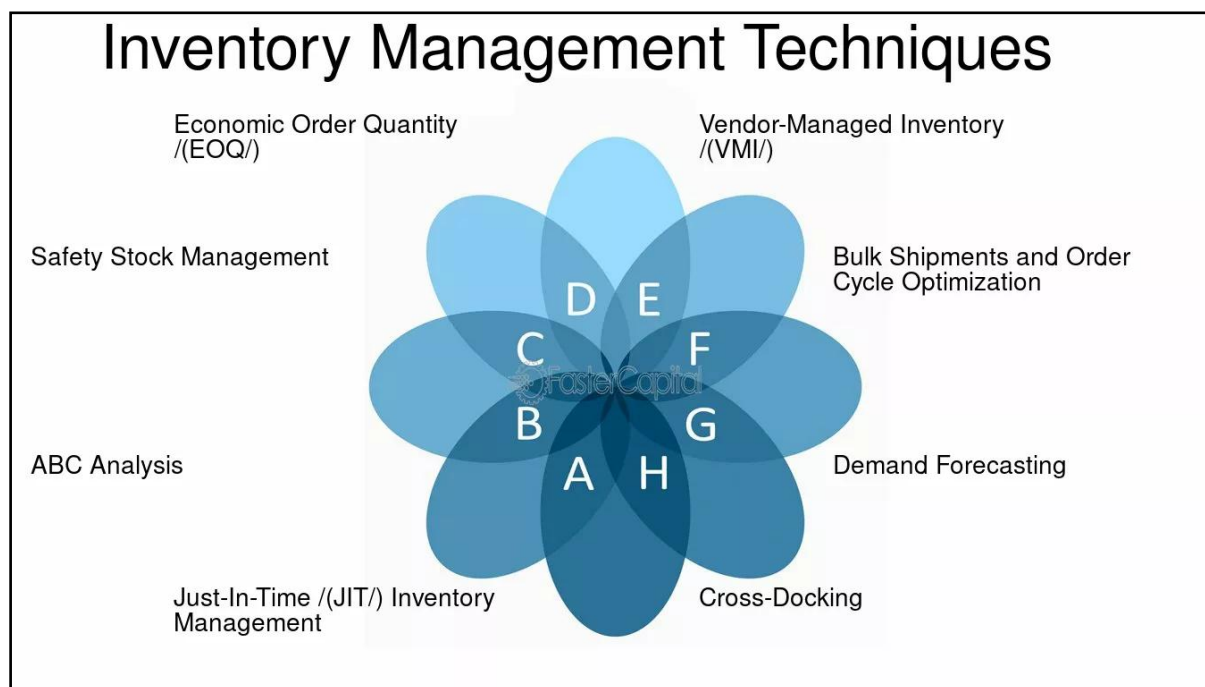 Inventory Management Techniques
Economic Order Quantity
/(EOQ/)
Vendor-Managed Inventory
/(VMI/)
Safety Stock Management
Bulk Shipments and Order
Cycle Optimization
D E
C F
FasterCapital
B G
A H
ABC Analysis
Demand Forecasting
Just-In-Time /(JIT/) Inventory
Management
Cross-Docking